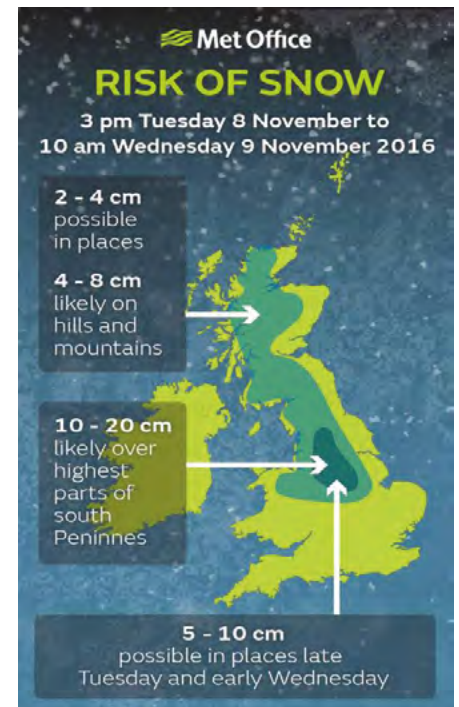 Met Office
RISK OF SNOW
3 pm Tuesday 8 November to
10 am Wednesday 9 November 2016
2 - 4 cm
possible
in places
4 - 8 cm
likely on
hills and
mountains
10 - 20 cm
likely over
highest
parts of
south
Peninnes
5 - 10 cm
possible in places late
Tuesday and early Wednesday